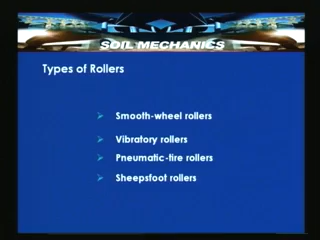 SOIL MECHANICS
Types of Rollers
Smooth-wheel rollers
Vibratory rollers
Pneumatic-tire rollers
Sheepsfoot rollers